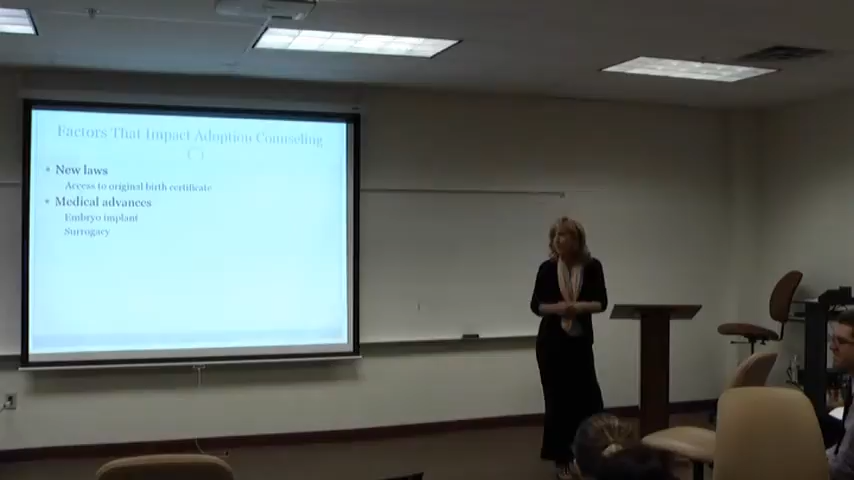 Factors That Impact Adoption Counseling
New laws
Access to original birth certificate
Medical advances
Embryo implant
Surrogacy